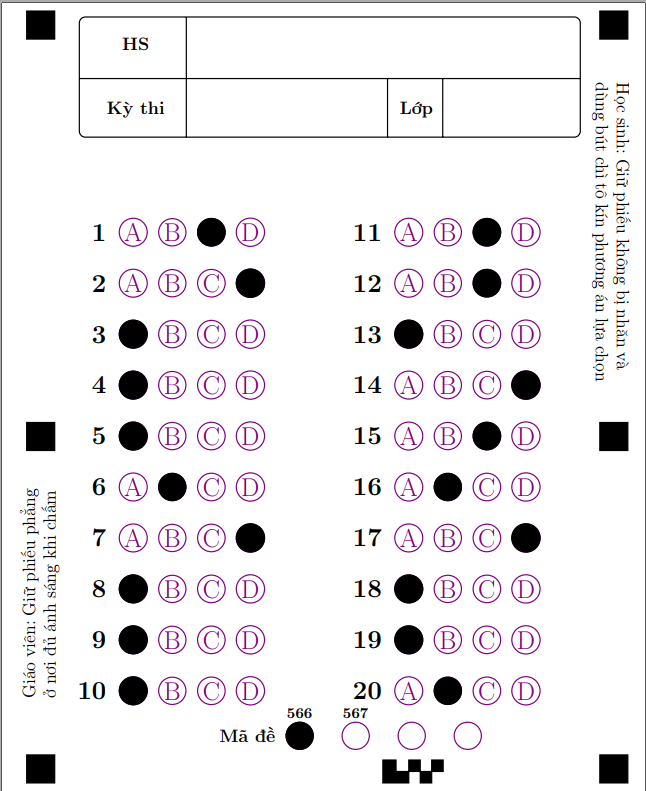 HS
Kỳ thi
Lớp
Học sinh: Giữ phiếu không bị nhăn và
dùng bút chì tô kín phương án lựa chọn
1 A B D
2 A B C
3 B C D
4 B C D
5 B C D
6 A C D
7 A B C
8 B C D
9 B C D
10 B C D
11 A B D
12 A B D
13 B C D
14 A B C
15 A B D
16 A C D
17 A B C
18 B C D
19 B C D
20 A C D
Giáo viên: Giữ phiếu phẳng
ở nơi đủ ánh sáng khi chấm
566 567
Mã đề